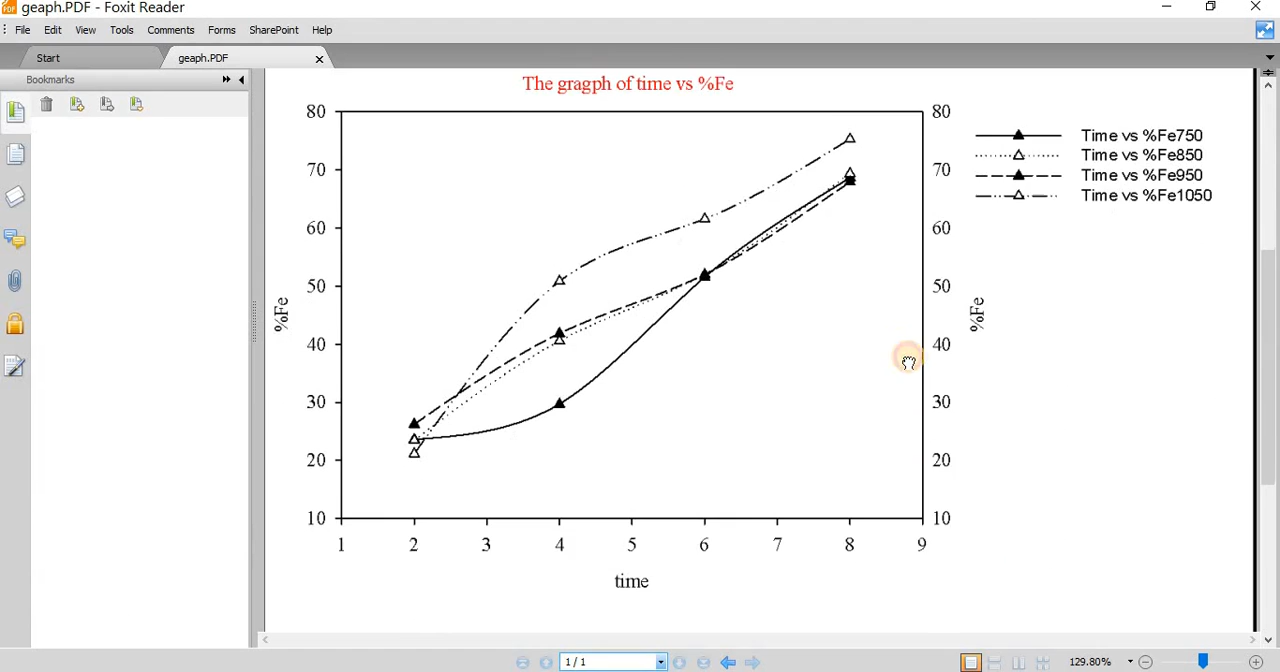 geaph.PDF - Foxit Reader
File Edit View Tools Comments Forms SharePoint Help
Start geaph.PDF
Bookmarks
The gragph of time vs %Fe
80 80
70 70
60 60
50 50
40 40
30 30
20 20
10 10
%Fe %Fe
1 2 3 4 5 6 7 8 9
time
Time vs %Fe750
Time vs %Fe850
Time vs %Fe950
Time vs %Fe1050
1 / 1 129.80%